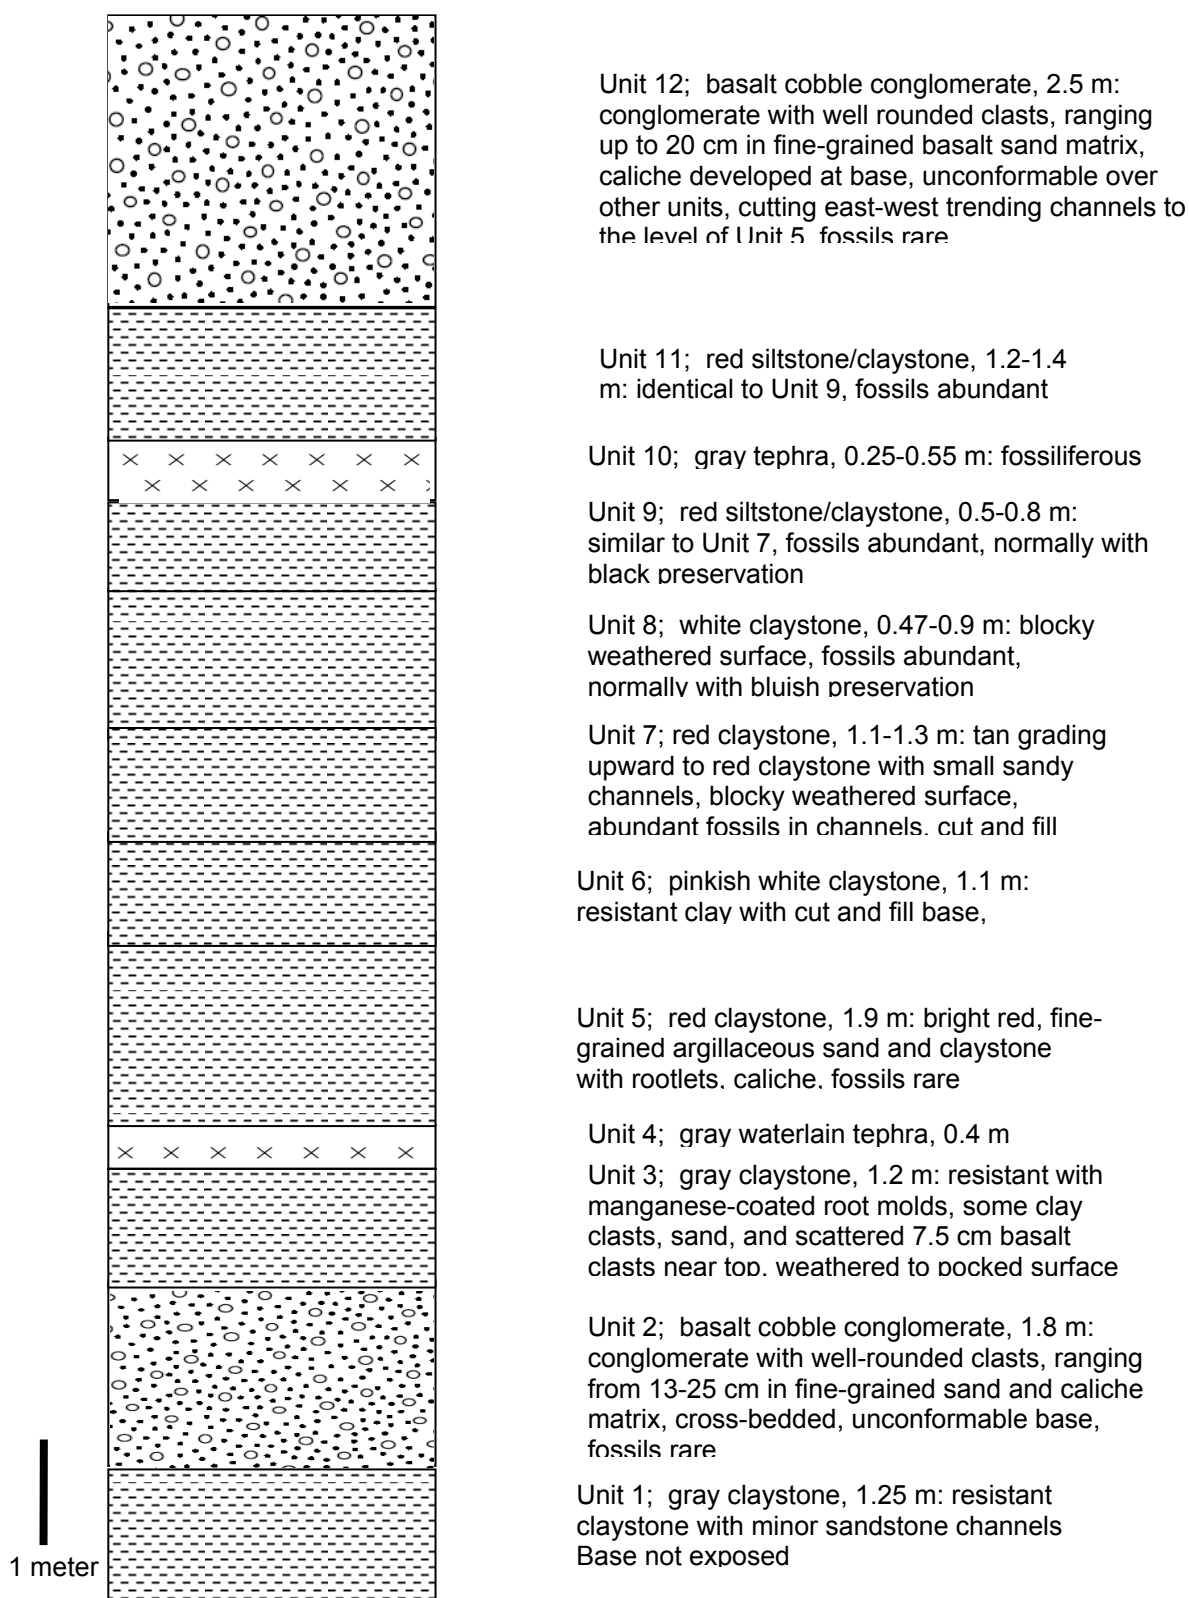 Unit 12; basalt cobble conglomerate, 2.5 m:
conglomerate with well rounded clasts, ranging
up to 20 cm in fine-grained basalt sand matrix,
caliche developed at base, unconformable over
other units, cutting east-west trending channels to
the level of Unit 5, fossils rare
Unit 11; red siltstone/claystone, 1.2-1.4
m: identical to Unit 9, fossils abundant
Unit 10; gray tephra, 0.25-0.55 m: fossiliferous
Unit 9; red siltstone/claystone, 0.5-0.8 m:
similar to Unit 7, fossils abundant, normally with
black preservation
Unit 8; white claystone, 0.47-0.9 m: blocky
weathered surface, fossils abundant,
normally with bluish preservation
Unit 7; red claystone, 1.1-1.3 m: tan grading
upward to red claystone with small sandy
channels, blocky weathered surface,
abundant fossils in channels, cut and fill
Unit 6; pinkish white claystone, 1.1 m:
resistant clay with cut and fill base,
Unit 5; red claystone, 1.9 m: bright red, fine-
grained argillaceous sand and claystone
with rootlets, caliche, fossils rare
Unit 4; gray waterlain tephra, 0.4 m
Unit 3; gray claystone, 1.2 m: resistant with
manganese-coated root molds, some clay
clasts, sand, and scattered 7.5 cm basalt
clasts near top, weathered to pocked surface
Unit 2; basalt cobble conglomerate, 1.8 m:
conglomerate with well-rounded clasts, ranging
from 13-25 cm in fine-grained sand and caliche
matrix, cross-bedded, unconformable base,
fossils rare
Unit 1; gray claystone, 1.25 m: resistant
claystone with minor sandstone channels
Base not exposed
1 meter